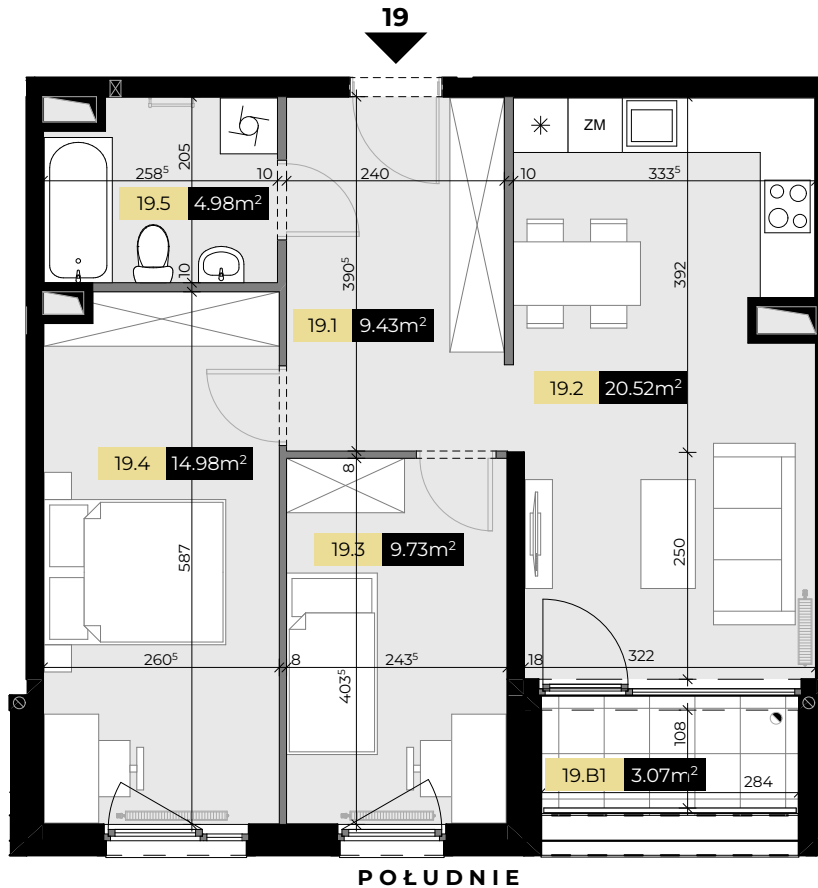 19
ZM
205
258⁵
10
240
10
333⁵
19.5 4.98m²
10
390⁵
392
19.1 9.43m²
19.2 20.52m²
19.4 14.98m²
8
19.3 9.73m²
587
250
260⁵
8
243⁵
18
322
403⁵
108
19.B1 3.07m²
284
POŁUDNIE